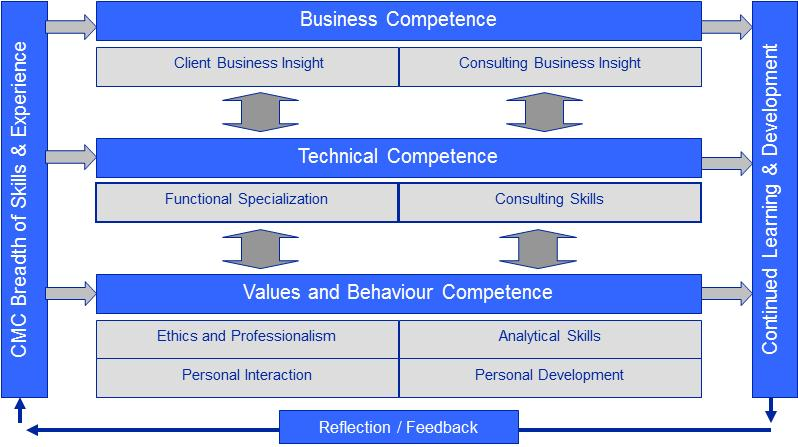 CMC Breadth of Skills & Experience
Business Competence
Client Business Insight
Consulting Business Insight
Technical Competence
Functional Specialization
Consulting Skills
Values and Behaviour Competence
Ethics and Professionalism
Analytical Skills
Personal Interaction
Personal Development
Continued Learning & Development
Reflection / Feedback